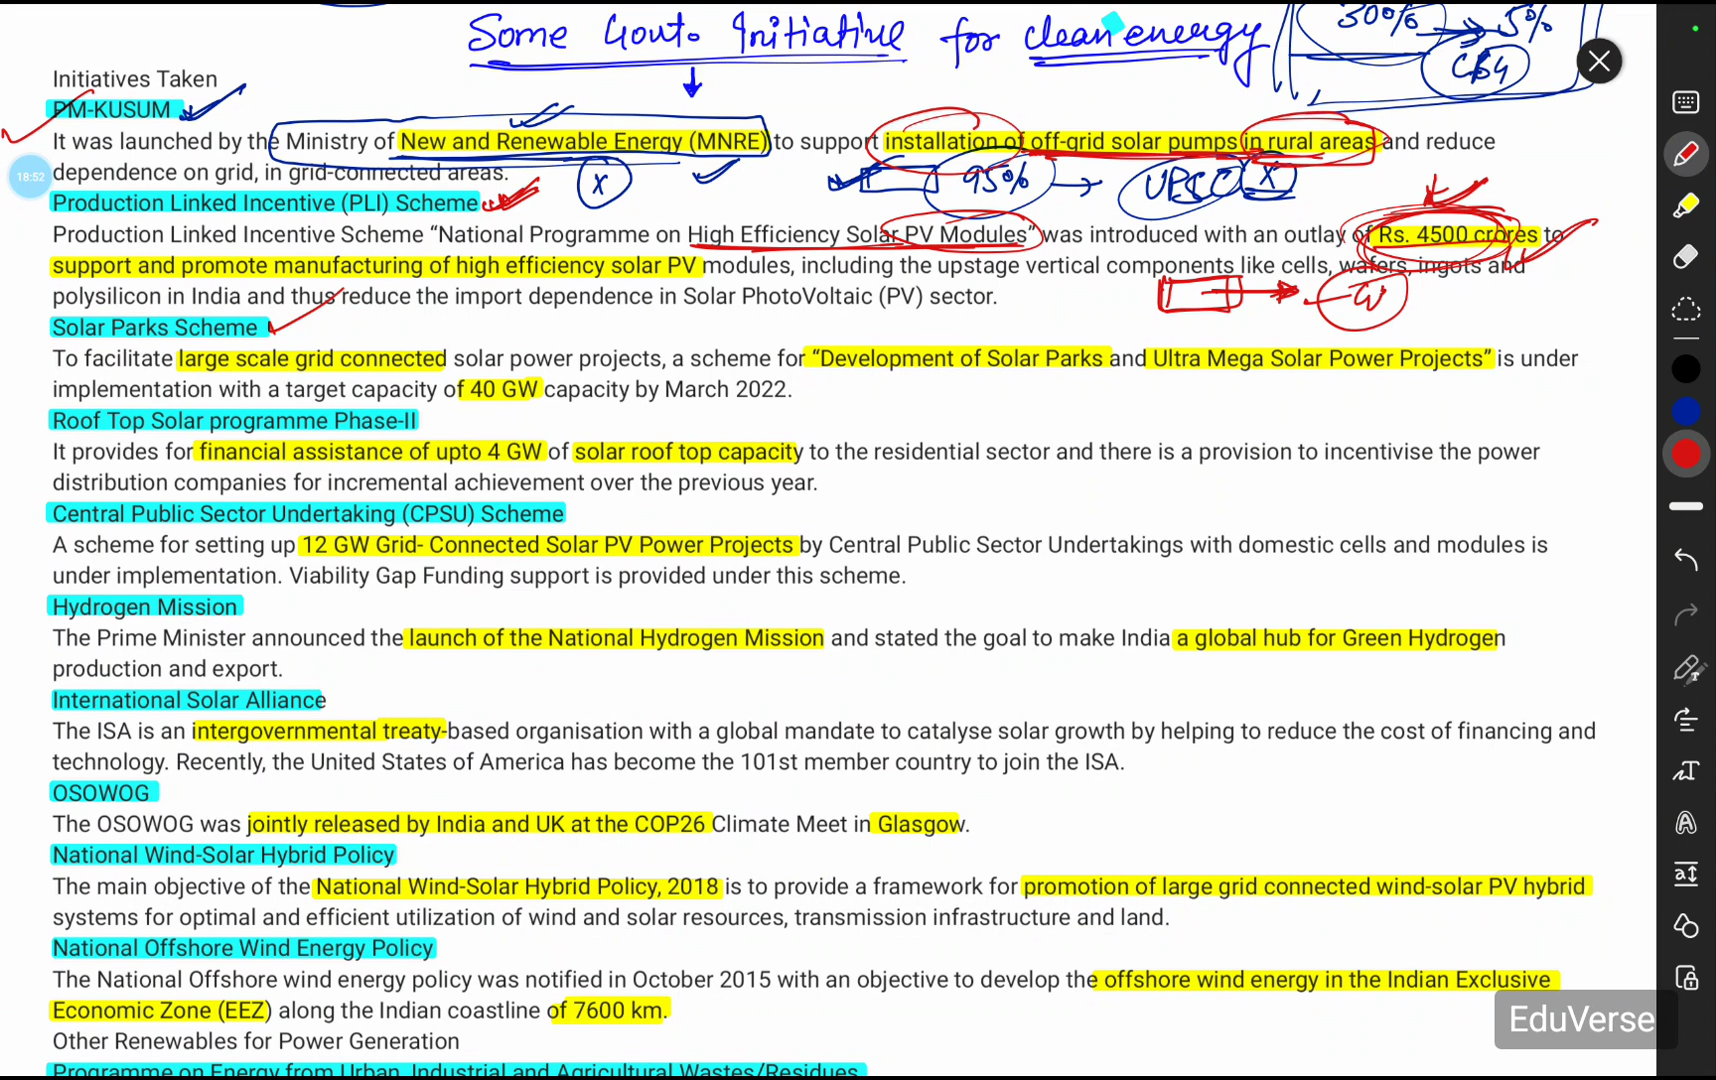 Some Govt. Initiative for clean energy
300% → 5%
Initiatives Taken
PM-KUSUM
It was launched by the Ministry of New and Renewable Energy (MNRE) to support installation of off-grid solar pumps in rural areas and reduce
18:52
dependence on grid, in grid-connected areas.
X
95% → UPSC X
Production Linked Incentive (PLI) Scheme
Production Linked Incentive Scheme “National Programme on High Efficiency Solar PV Modules” was introduced with an outlay of Rs. 4500 crores to
support and promote manufacturing of high efficiency solar PV modules, including the upstage vertical components like cells, wafers, ingots and
polysilicon in India and thus reduce the import dependence in Solar PhotoVoltaic (PV) sector.
Solar Parks Scheme
To facilitate large scale grid connected solar power projects, a scheme for “Development of Solar Parks and Ultra Mega Solar Power Projects” is under
implementation with a target capacity of 40 GW capacity by March 2022.
Roof Top Solar programme Phase-II
It provides for financial assistance of upto 4 GW of solar roof top capacity to the residential sector and there is a provision to incentivise the power
distribution companies for incremental achievement over the previous year.
Central Public Sector Undertaking (CPSU) Scheme
A scheme for setting up 12 GW Grid- Connected Solar PV Power Projects by Central Public Sector Undertakings with domestic cells and modules is
under implementation. Viability Gap Funding support is provided under this scheme.
Hydrogen Mission
The Prime Minister announced the launch of the National Hydrogen Mission and stated the goal to make India a global hub for Green Hydrogen
production and export.
International Solar Alliance
The ISA is an intergovernmental treaty-based organisation with a global mandate to catalyse solar growth by helping to reduce the cost of financing and
technology. Recently, the United States of America has become the 101st member country to join the ISA.
OSOWOG
The OSOWOG was jointly released by India and UK at the COP26 Climate Meet in Glasgow.
National Wind-Solar Hybrid Policy
The main objective of the National Wind-Solar Hybrid Policy, 2018 is to provide a framework for promotion of large grid connected wind-solar PV hybrid
systems for optimal and efficient utilization of wind and solar resources, transmission infrastructure and land.
National Offshore Wind Energy Policy
The National Offshore wind energy policy was notified in October 2015 with an objective to develop the offshore wind energy in the Indian Exclusive
Economic Zone (EEZ) along the Indian coastline of 7600 km.
EduVerse
Other Renewables for Power Generation
Programme on Energy from Urban, Industrial and Agricultural Wastes/Residues